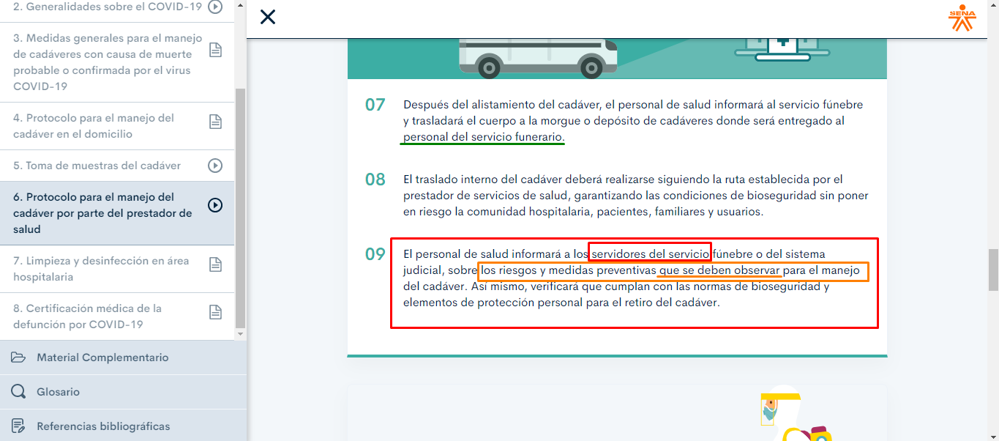 2. Generalidades sobre el COVID-19
3. Medidas generales para el manejo
de cadáveres con causa de muerte
probable o confirmada por el virus
COVID-19
4. Protocolo para el manejo del
cadáver en el domicilio
5. Toma de muestras del cadáver
6. Protocolo para el manejo del
cadáver por parte del prestador de
salud
7. Limpieza y desinfección en área
hospitalaria
8. Certificación médica de la
defunción por COVID-19
Material Complementario
Glosario
Referencias bibliográficas
SENA
07 Después del alistamiento del cadáver, el personal de salud informará al servicio fúnebre
y trasladará el cuerpo a la morgue o depósito de cadáveres donde será entregado al
personal del servicio funerario.
08 El traslado interno del cadáver deberá realizarse siguiendo la ruta establecida por el
prestador de servicios de salud, garantizando las condiciones de bioseguridad sin poner
en riesgo la comunidad hospitalaria, pacientes, familiares y usuarios.
09 El personal de salud informará a los servidores del servicio fúnebre o del sistema
judicial, sobre los riesgos y medidas preventivas que se deben observar para el manejo
del cadáver. Así mismo, verificará que cumplan con las normas de bioseguridad y
elementos de protección personal para el retiro del cadáver.